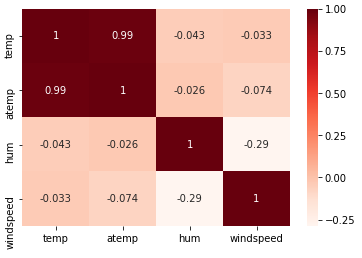 temp 1 0.99 -0.043 -0.033
atemp 0.99 1 -0.026 -0.074
hum -0.043 -0.026 1 -0.29
windspeed -0.033 -0.074 -0.29 1
temp atemp hum windspeed
1.00
0.75
0.50
0.25
0.00
−0.25